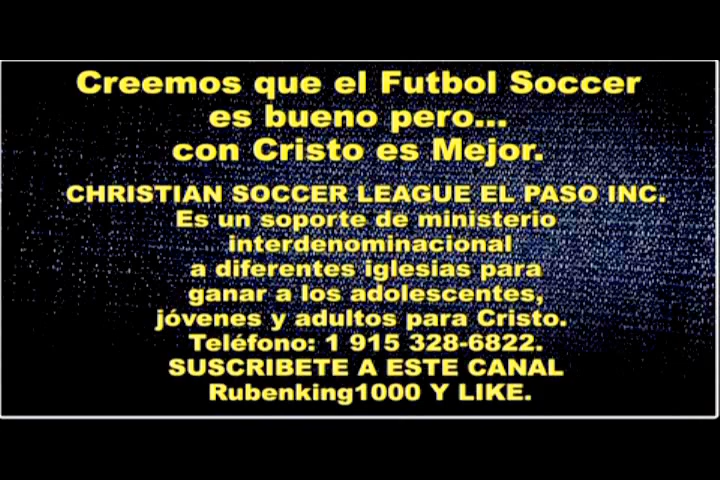 Creemos que el Futbol Soccer
es bueno pero...
con Cristo es Mejor.
CHRISTIAN SOCCER LEAGUE EL PASO INC.
Es un soporte de ministerio
interdenominacional
a diferentes iglesias para
ganar a los adolescentes,
jóvenes y adultos para Cristo.
Teléfono: 1 915 328-6822.
SUSCRIBETE A ESTE CANAL
Rubenking1000 Y LIKE.